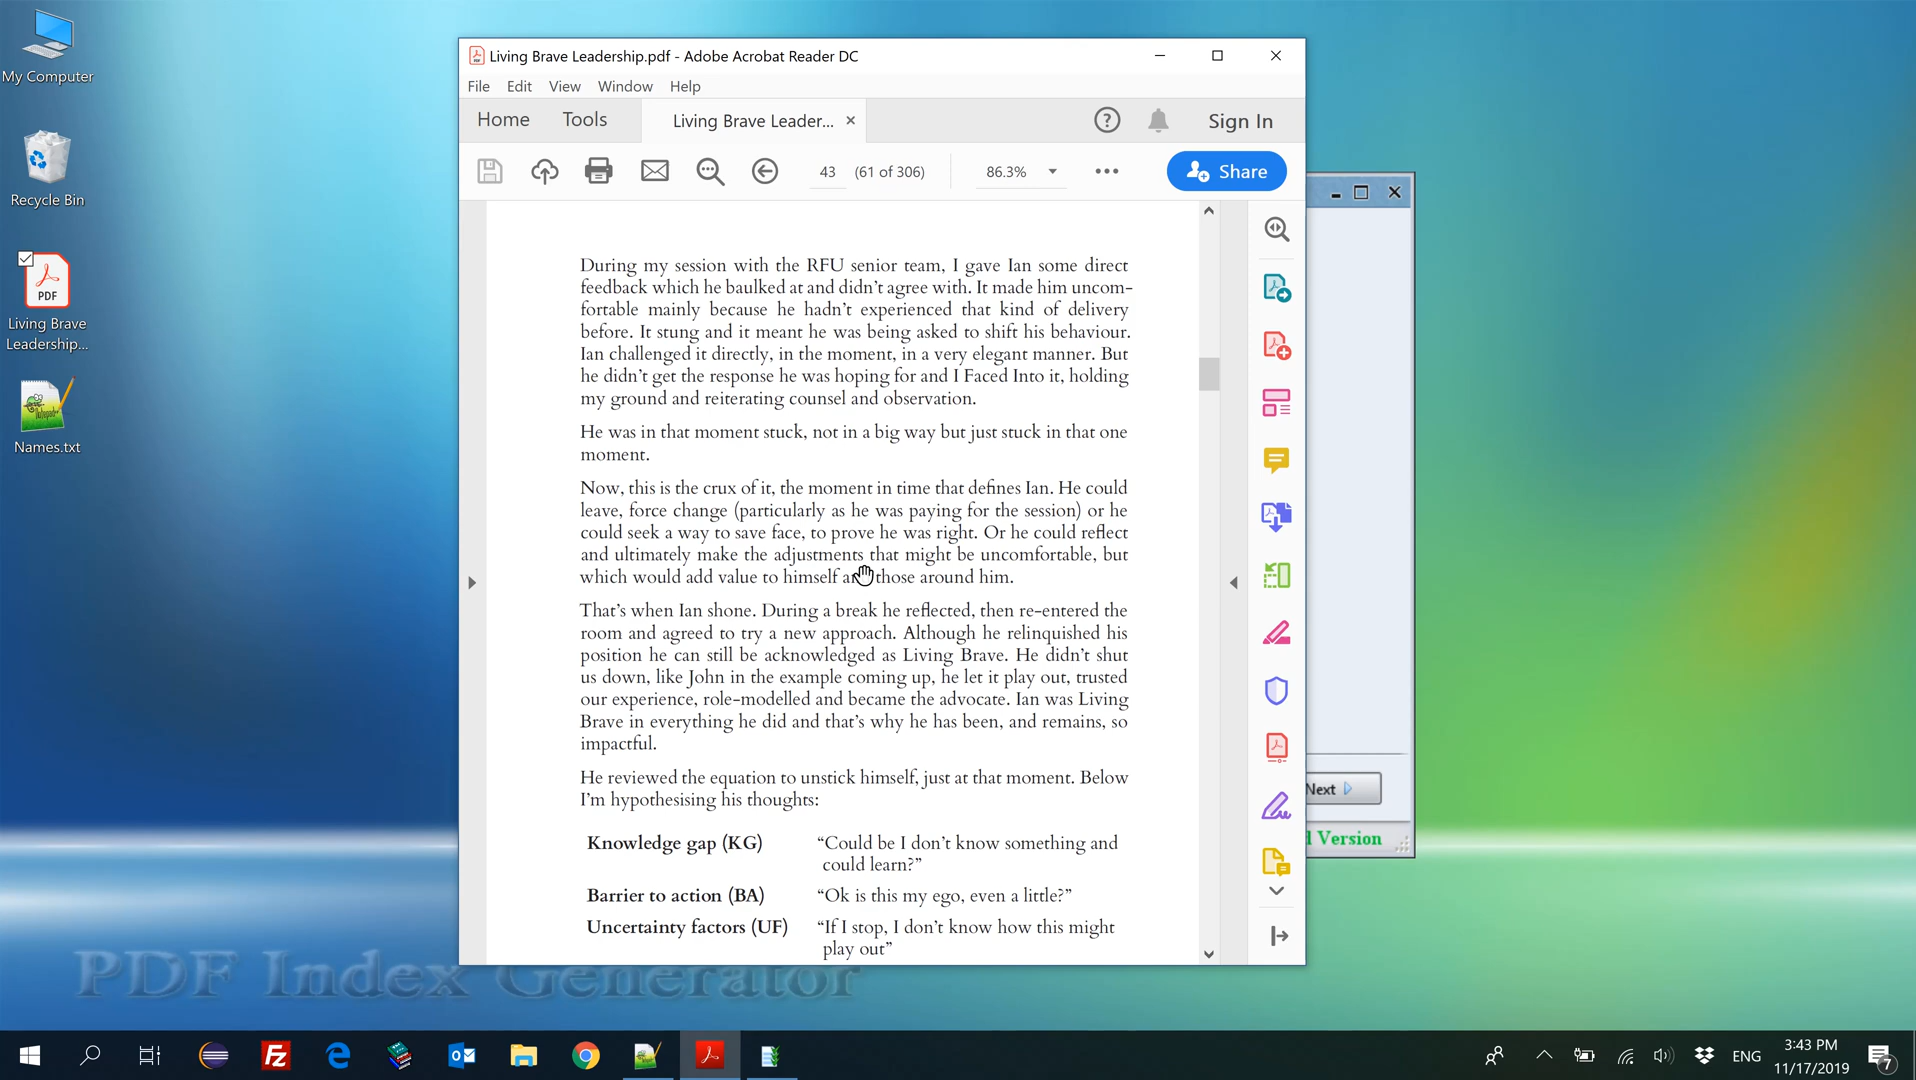 My Computer
Recycle Bin
PDF
Living Brave
Leadership...
Names.txt
Living Brave Leadership.pdf - Adobe Acrobat Reader DC
File Edit View Window Help
Home Tools Living Brave Leader... × Sign In
43 (61 of 306) 86.3% Share
During my session with the RFU senior team, I gave Ian some direct
feedback which he baulked at and didn't agree with. It made him uncom-
fortable mainly because he hadn't experienced that kind of delivery
before. It stung and it meant he was being asked to shift his behaviour.
Ian challenged it directly, in the moment, in a very elegant manner. But
he didn't get the response he was hoping for and I Faced Into it, holding
my ground and reiterating counsel and observation.
He was in that moment stuck, not in a big way but just stuck in that one
moment.
Now, this is the crux of it, the moment in time that defines Ian. He could
leave, force change (particularly as he was paying for the session) or he
could seek a way to save face, to prove he was right. Or he could reflect
and ultimately make the adjustments that might be uncomfortable, but
which would add value to himself and those around him.
That's when Ian shone. During a break he reflected, then re-entered the
room and agreed to try a new approach. Although he relinquished his
position he can still be acknowledged as Living Brave. He didn't shut
us down, like John in the example coming up, he let it play out, trusted
our experience, role-modelled and became the advocate. Ian was Living
Brave in everything he did and that's why he has been, and remains, so
impactful.
He reviewed the equation to unstick himself, just at that moment. Below
I'm hypothesising his thoughts:
Knowledge gap (KG) "Could be I don't know something and
could learn?"
Barrier to action (BA) "Ok is this my ego, even a little?"
Uncertainty factors (UF) "If I stop, I don't know how this might
play out"
Next
Version
PDF Index Generator
ENG
3:43 PM
11/17/2019
7